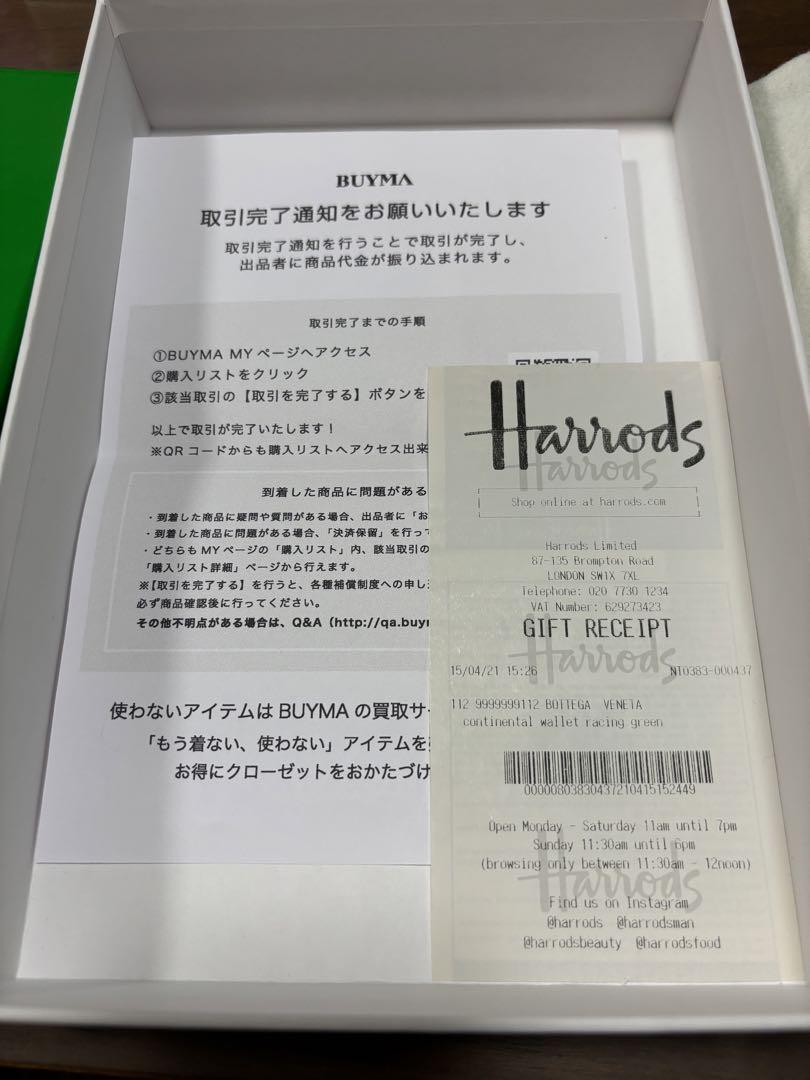 BUYMA
取引完了通知をお願いいたします
取引完了通知を行うことで取引が完了し、
出品者に商品代金が振り込まれます。
取引完了までの手順
①BUYMA MYページへアクセス
②購入リストをクリック
③該当取引の【取引を完了する】ボタンを
以上で取引が完了いたします！
※QRコードからも購入リストへアクセス出来
到着した商品に問題がある
・到着した商品に疑問や質問がある場合、出品者に「お
・到着した商品に問題がある場合、「決済保留」を行って
・どちらもMYページの「購入リスト」内、該当取引の
「購入リスト詳細」ページから行えます。
※【取引を完了する】を行うと、各種補償制度への申し
必ず商品確認後に行ってください。
その他不明点がある場合は、Q&A（http://qa.buym
使わないアイテムは BUYMA の買取サー
「もう着ない、使わない」アイテムを
お得にクローゼットをおかたづけ
Harrods
Harrods
Shop online at harrods.com
Harrods Limited
87-135 Brompton Road
LONDON SW1X 7XL
Telephone: 020 7730 1234
VAT Number: 629273423
GIFT RECEIPT
Harrods
15/04/21 15:26 NT0383-000437
112 9999999112 BOTTEGA VENETA
continental wallet racing green
00000803830437210415152449
Open Monday - Saturday 11am until 7pm
Sunday 11:30am until 6pm
(browsing only between 11:30am - 12noon)
Harrods
Find us on Instagram
@harrods @harrodsman
@harrodsbeauty @harrodsfood